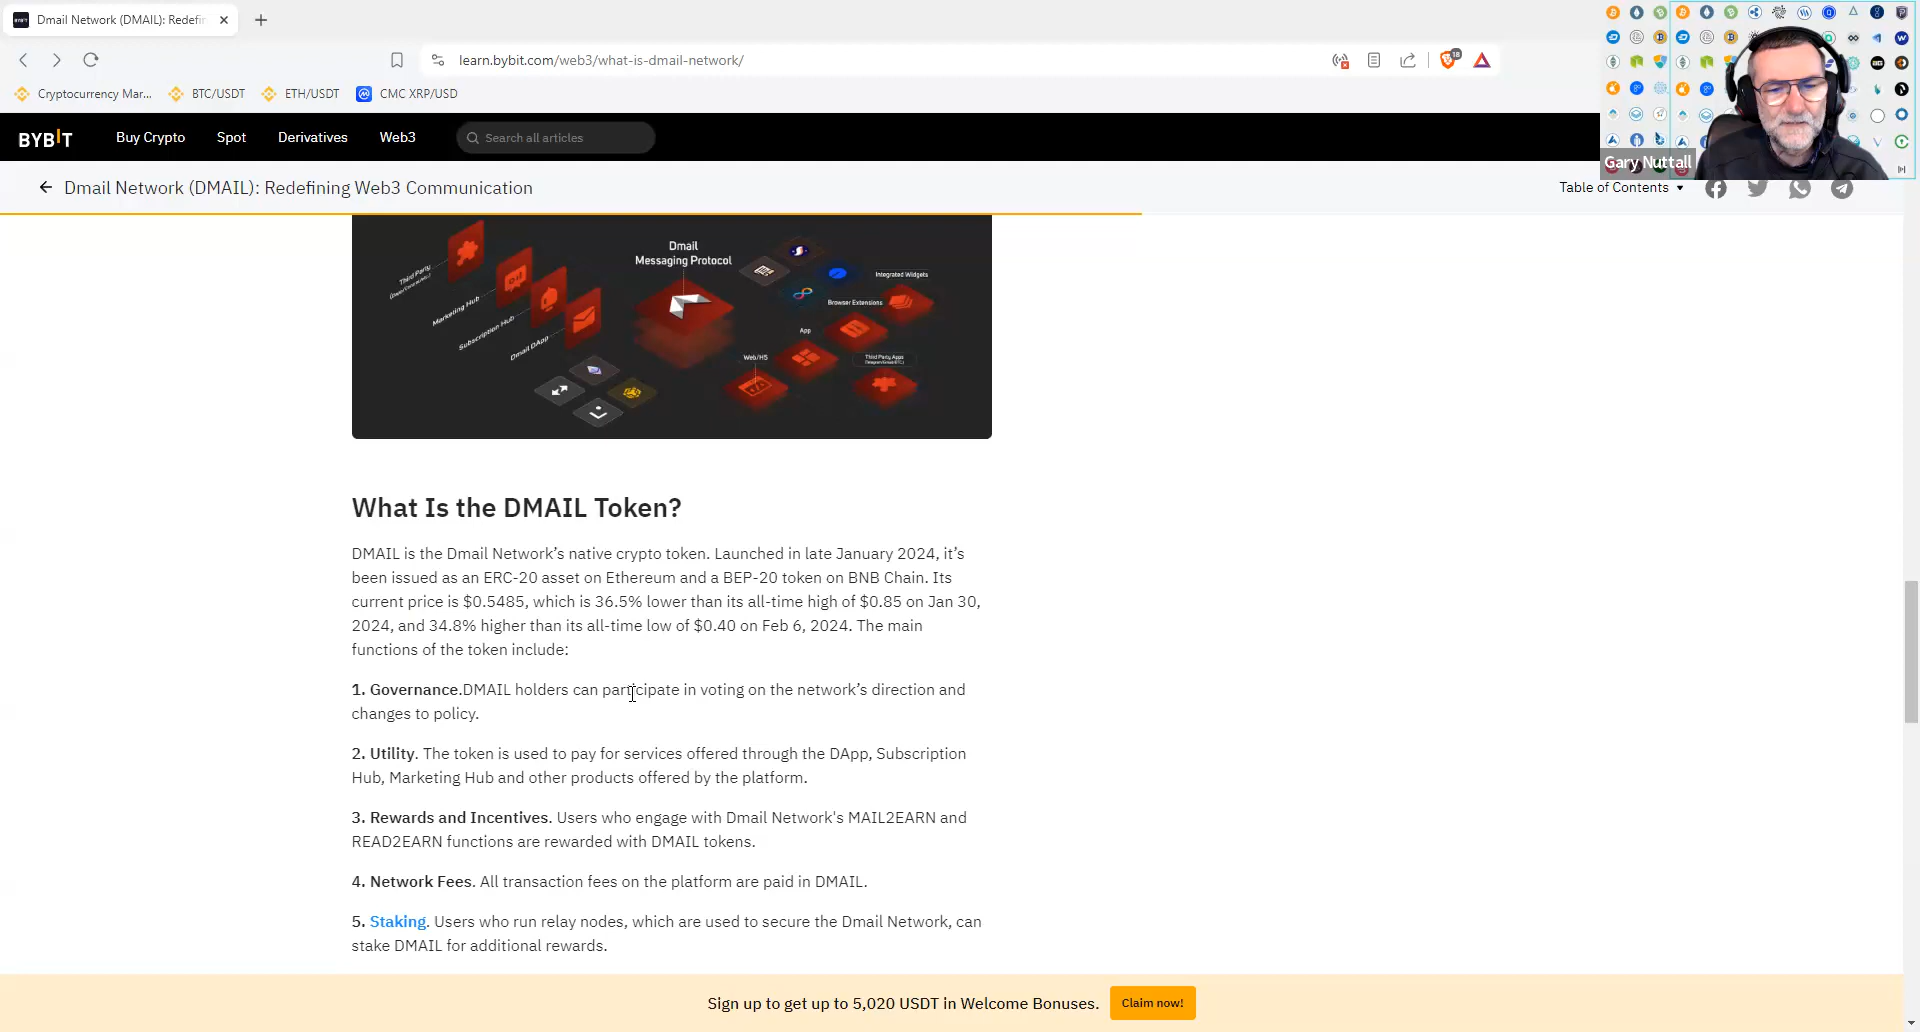 Dmail Network (DMAIL): Redefin
learn.bybit.com/web3/what-is-dmail-network/
18
Cryptocurrency Mar...
BTC/USDT
ETH/USDT
CMC XRP/USD
BYBIT
Buy Crypto
Spot
Derivatives
Web3
Search all articles
Gary Nuttall
Dmail Network (DMAIL): Redefining Web3 Communication
Table of Contents
Dmail
Messaging Protocol
Third Party
Marketing Hub
Subscription Hub
Dmail DApp
Integrated Widgets
Browser Extensions
App
Web/H5
Third Party Apps
What Is the DMAIL Token?
DMAIL is the Dmail Network’s native crypto token. Launched in late January 2024, it’s
been issued as an ERC-20 asset on Ethereum and a BEP-20 token on BNB Chain. Its
current price is $0.5485, which is 36.5% lower than its all-time high of $0.85 on Jan 30,
2024, and 34.8% higher than its all-time low of $0.40 on Feb 6, 2024. The main
functions of the token include:
1. Governance.DMAIL holders can participate in voting on the network’s direction and
changes to policy.
2. Utility. The token is used to pay for services offered through the DApp, Subscription
Hub, Marketing Hub and other products offered by the platform.
3. Rewards and Incentives. Users who engage with Dmail Network's MAIL2EARN and
READ2EARN functions are rewarded with DMAIL tokens.
4. Network Fees. All transaction fees on the platform are paid in DMAIL.
5. Staking. Users who run relay nodes, which are used to secure the Dmail Network, can
stake DMAIL for additional rewards.
Sign up to get up to 5,020 USDT in Welcome Bonuses.
Claim now!